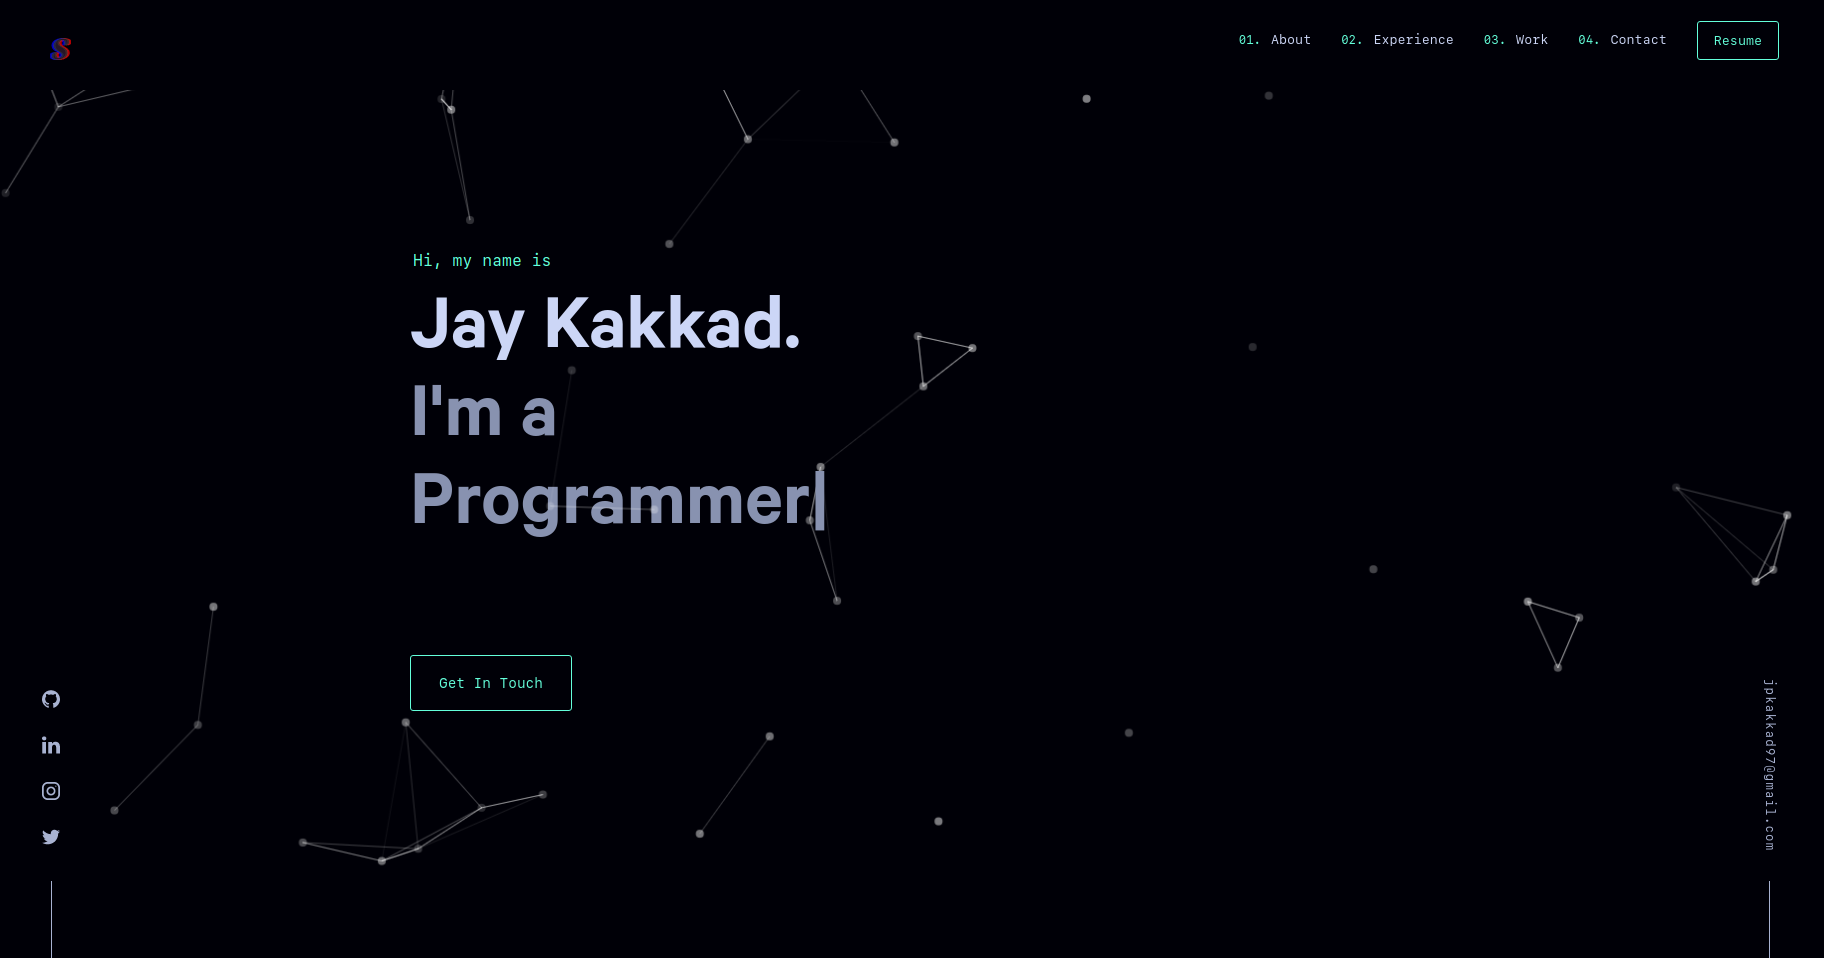 S
01. About 02. Experience 03. Work 04. Contact Resume
Hi, my name is
Jay Kakkad.
I'm a
Programmer|
Get In Touch
jpkakkad97@gmail.com